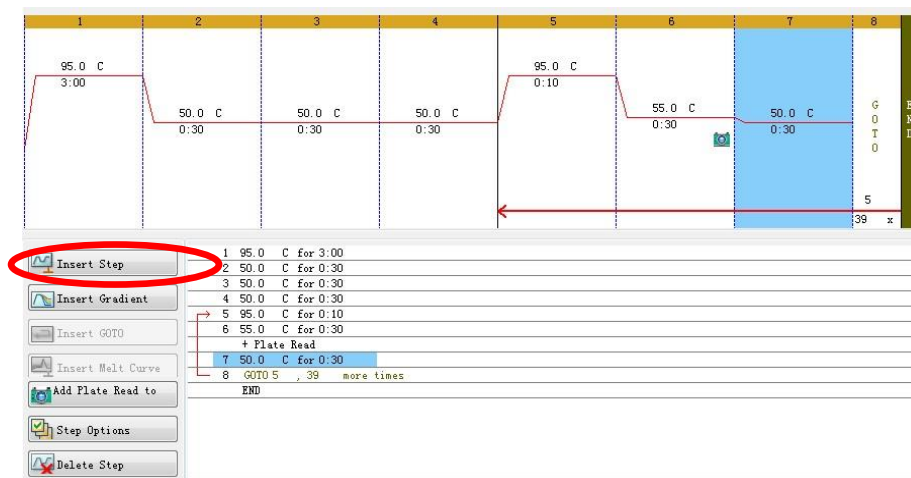 1 2 3 4 5 6 7 8
95.0 C
3:00
50.0 C
0:30
50.0 C
0:30
50.0 C
0:30
95.0 C
0:10
55.0 C
0:30
50.0 C
0:30
G
O
T
O
E
N
5
39 x
Insert Step
Insert Gradient
Insert GOTO
Insert Melt Curve
Add Plate Read to
Step Options
Delete Step
1 95.0 C for 3:00
2 50.0 C for 0:30
3 50.0 C for 0:30
4 50.0 C for 0:30
5 95.0 C for 0:10
6 55.0 C for 0:30
+ Plate Read
7 50.0 C for 0:30
8 GOTO 5 , 39 more times
END